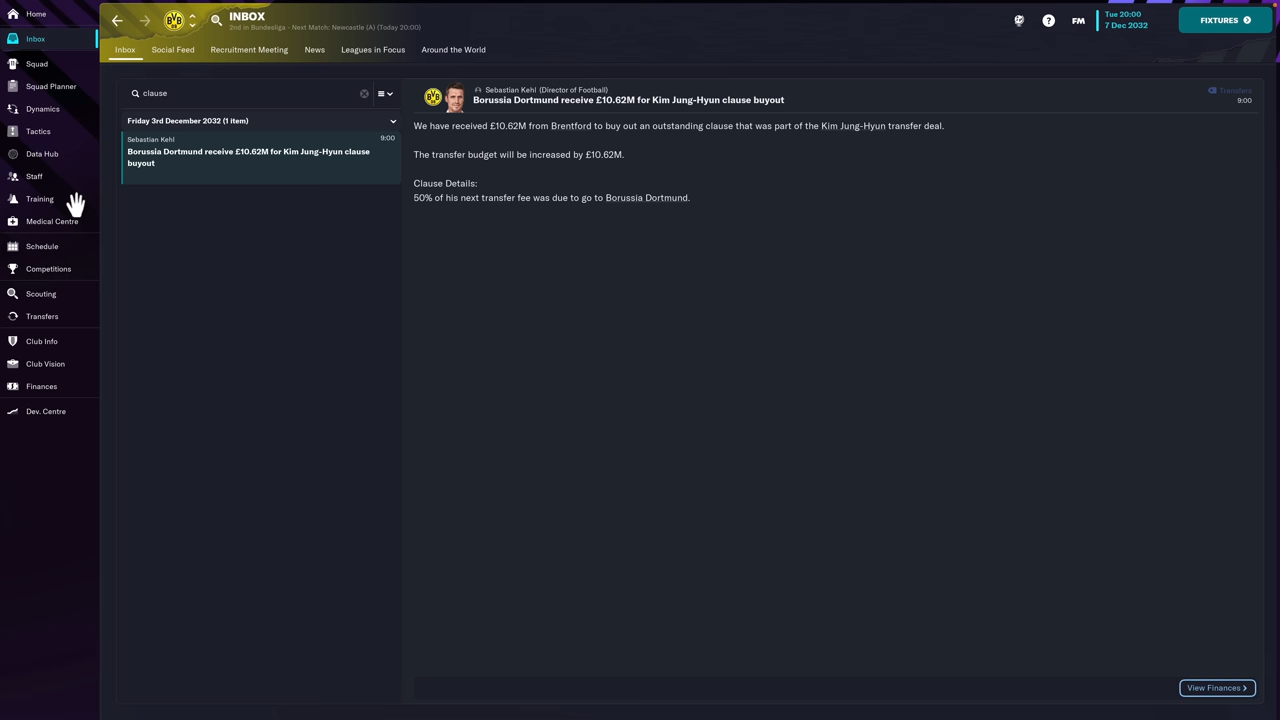 Home
Inbox
Squad
Squad Planner
Dynamics
Tactics
Data Hub
Staff
Training
Medical Centre
Schedule
Competitions
Scouting
Transfers
Club Info
Club Vision
Finances
Dev. Centre
INBOX
2nd in Bundesliga - Next Match: Newcastle (A) (Today 20:00)
FM
Tue 20:00
7 Dec 2032
FIXTURES
Inbox Social Feed Recruitment Meeting News Leagues in Focus Around the World
clause
Friday 3rd December 2032 (1 item)
Sebastian Kehl 9:00
Borussia Dortmund receive £10.62M for Kim Jung-Hyun clause
buyout
Sebastian Kehl (Director of Football)
Borussia Dortmund receive £10.62M for Kim Jung-Hyun clause buyout
Transfers
9:00
We have received £10.62M from Brentford to buy out an outstanding clause that was part of the Kim Jung-Hyun transfer deal.
The transfer budget will be increased by £10.62M.
Clause Details:
50% of his next transfer fee was due to go to Borussia Dortmund.
View Finances
BVB
09